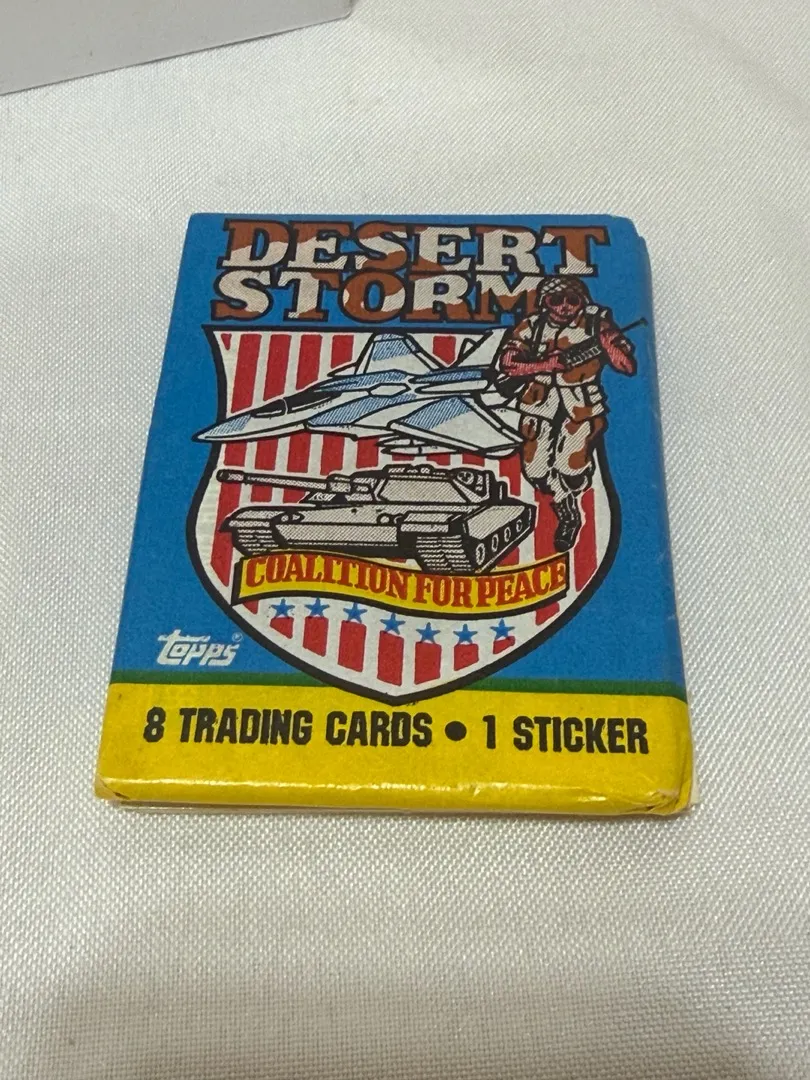 DESERT
STORM
COALITION FOR PEACE
topps®
8 TRADING CARDS • 1 STICKER